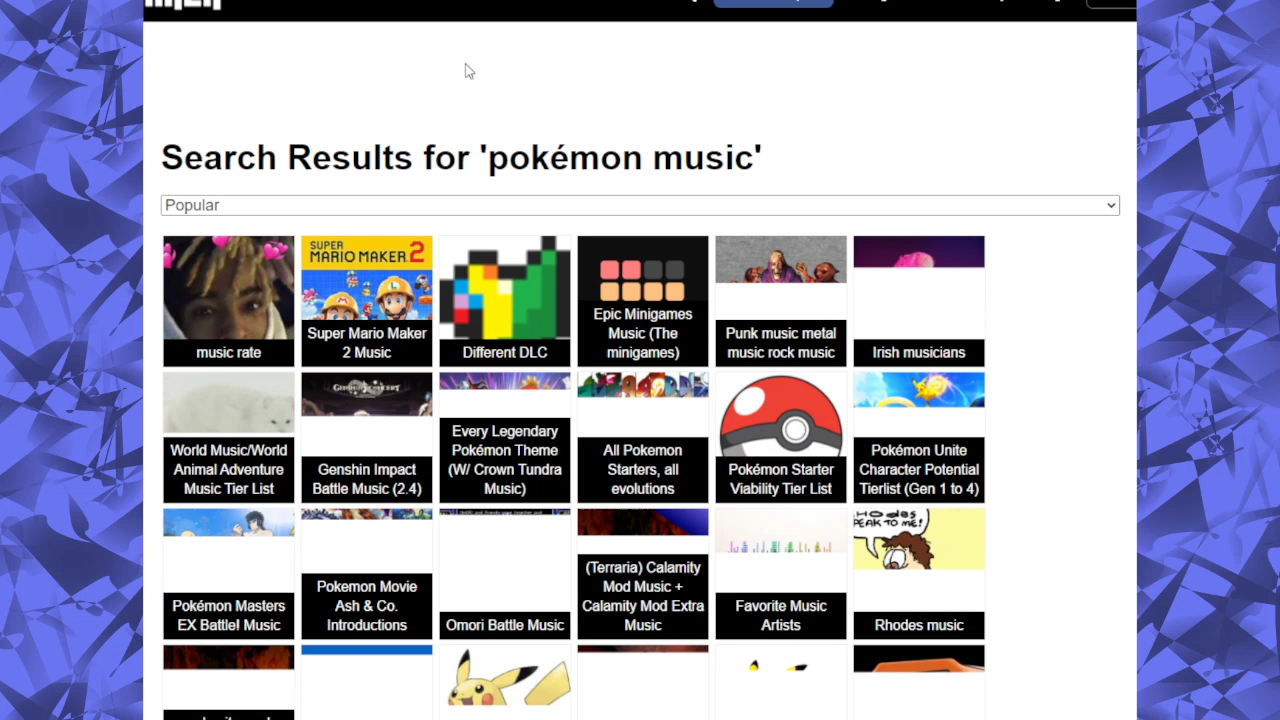 Search Results for 'pokémon music'
Popular
music rate
SUPER
MARIO MAKER 2
Super Mario Maker
2 Music
Different DLC
Epic Minigames
Music (The
minigames)
Punk music metal
music rock music
Irish musicians
World Music/World
Animal Adventure
Music Tier List
Genshin Impact
Battle Music (2.4)
Every Legendary
Pokémon Theme
(W/ Crown Tundra
Music)
All Pokemon
Starters, all
evolutions
Pokémon Starter
Viability Tier List
Pokémon Unite
Character Potential
Tierlist (Gen 1 to 4)
Pokémon Masters
EX Battle! Music
Pokemon Movie
Ash & Co.
Introductions
Omori Battle Music
(Terraria) Calamity
Mod Music +
Calamity Mod Extra
Music
Favorite Music
Artists
PEAK TO ME!
Rhodes music